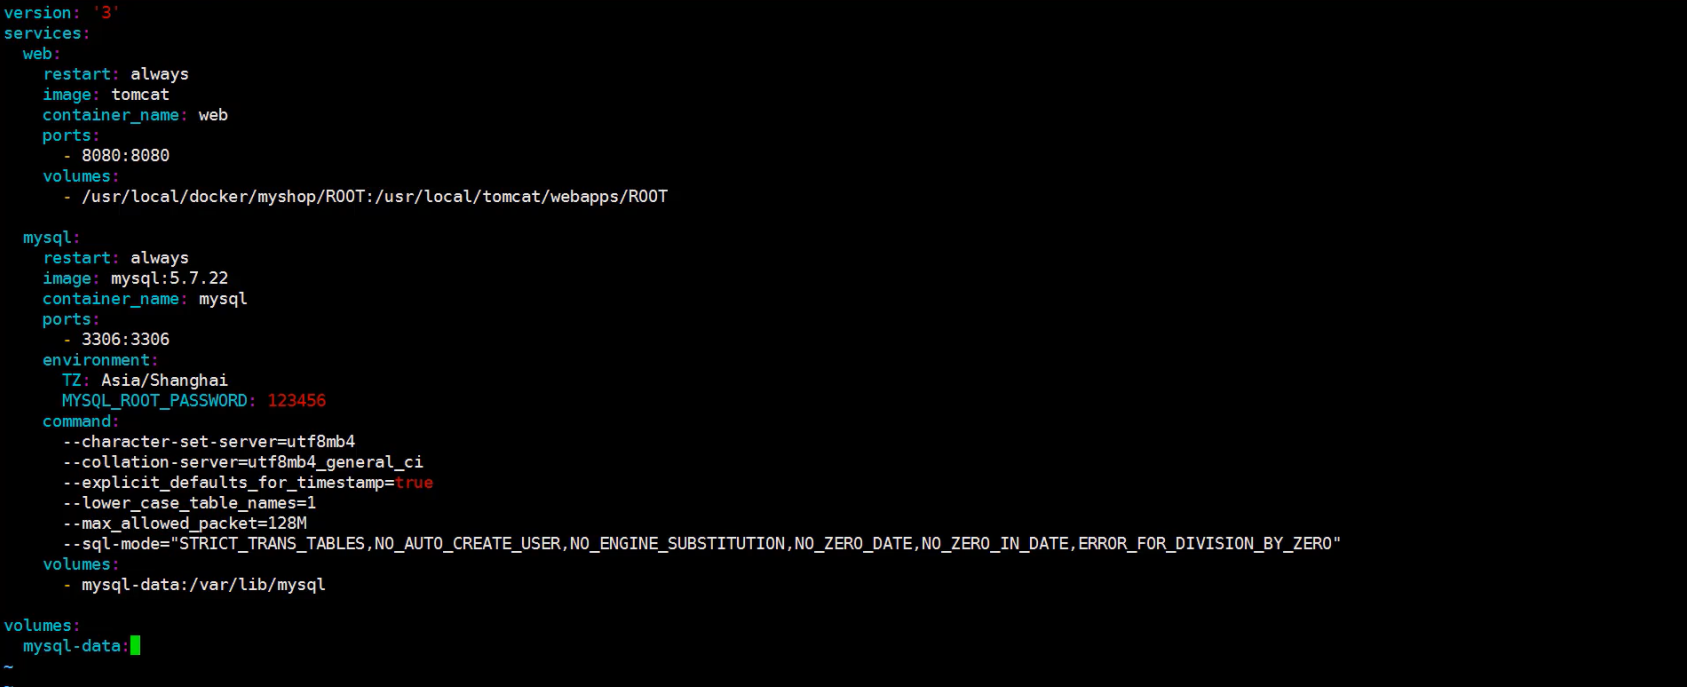 version: '3'
services:
  web:
    restart: always
    image: tomcat
    container_name: web
    ports:
      - 8080:8080
    volumes:
      - /usr/local/docker/myshop/ROOT:/usr/local/tomcat/webapps/ROOT

  mysql:
    restart: always
    image: mysql:5.7.22
    container_name: mysql
    ports:
      - 3306:3306
    environment:
      TZ: Asia/Shanghai
      MYSQL_ROOT_PASSWORD: 123456
    command:
      --character-set-server=utf8mb4
      --collation-server=utf8mb4_general_ci
      --explicit_defaults_for_timestamp=true
      --lower_case_table_names=1
      --max_allowed_packet=128M
      --sql-mode="STRICT_TRANS_TABLES,NO_AUTO_CREATE_USER,NO_ENGINE_SUBSTITUTION,NO_ZERO_DATE,NO_ZERO_IN_DATE,ERROR_FOR_DIVISION_BY_ZERO"
    volumes:
      - mysql-data:/var/lib/mysql

volumes:
  mysql-data:
~
~